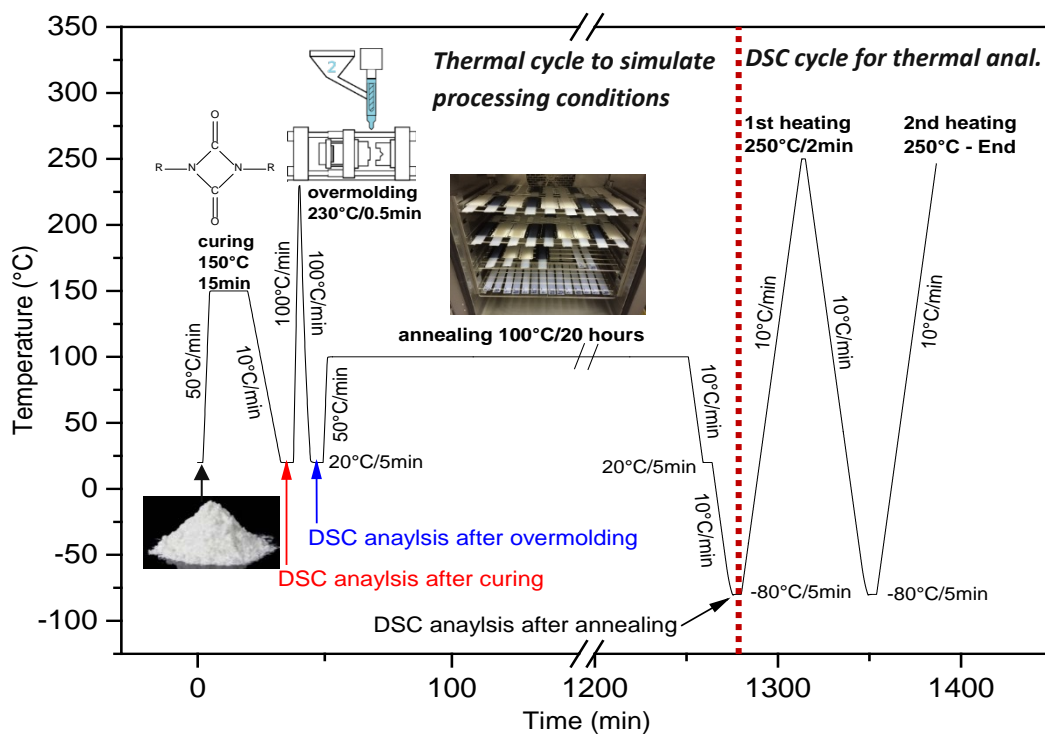 350
300
250
200
150
100
50
0
-50
-100
Temperature (°C)
0
100
1200
1300
1400
Time (min)
Thermal cycle to simulate
processing conditions
DSC cycle for thermal anal.
2
O
C
R
N
N
R
C
O
curing
150°C
15min
overmolding
230°C/0.5min
1st heating
250°C/2min
2nd heating
250°C - End
annealing 100°C/20 hours
50°C/min
10°C/min
100°C/min
100°C/min
50°C/min
10°C/min
10°C/min
10°C/min
10°C/min
10°C/min
20°C/5min
20°C/5min
-80°C/5min
-80°C/5min
DSC anaylsis after overmolding
DSC anaylsis after curing
DSC anaylsis after annealing